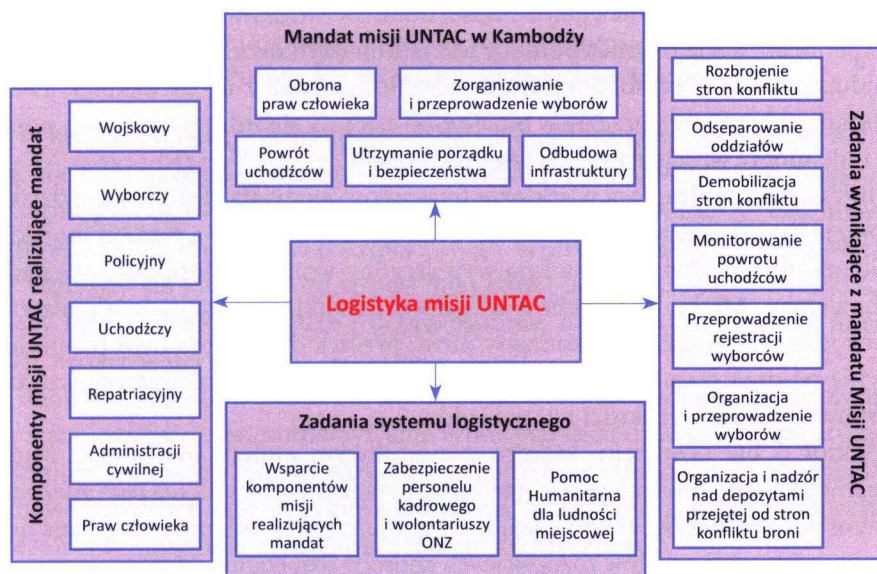 Mandat misji UNTAC w Kambodży
Obrona
praw człowieka
Zorganizowanie
i przeprowadzenie wyborów
Powrót
uchodźców
Utrzymanie porządku
i bezpieczeństwa
Odbudowa
infrastruktury
Komponenty misji UNTAC realizujące mandat
Wojskowy
Wyborczy
Policyjny
Uchodźczy
Repatriacyjny
Administracji
cywilnej
Praw człowieka
Logistyka misji UNTAC
Zadania systemu logistycznego
Wsparcie
komponentów
misji
realizujących
mandat
Zabezpieczenie
personelu
kadrowego
i wolontariuszy
ONZ
Pomoc
Humanitarna
dla ludności
miejscowej
Zadania wynikające z mandatu Misji UNTAC
Rozbrojenie
stron konfliktu
Odseparowanie
oddziałów
Demobilizacja
stron konfliktu
Monitorowanie
powrotu
uchodźców
Przeprowadzenie
rejestracji
wyborców
Organizacja
i przeprowadzenie
wyborów
Organizacja i nadzór
nad depozytami
przejętej od stron
konfliktu broni